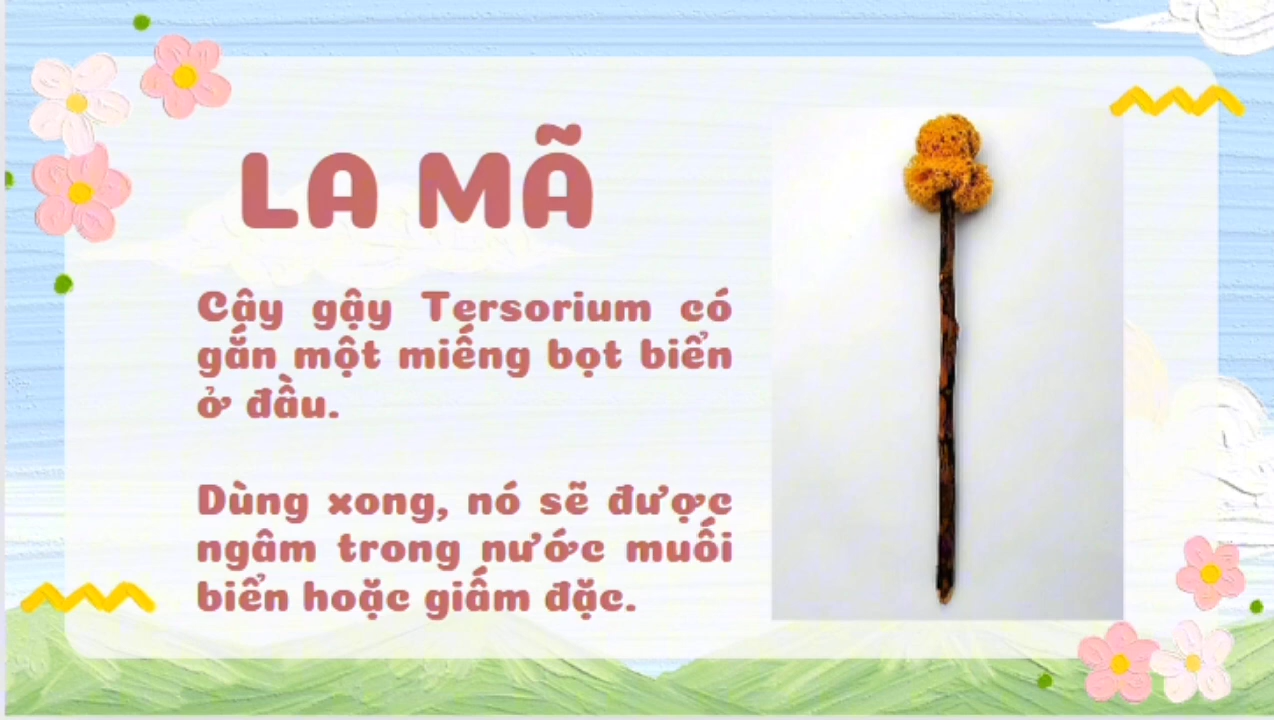 LA MÃ
Cây gậy Tersorium có
gắn một miếng bọt biển
ở đầu.
Dùng xong, nó sẽ được
ngâm trong nước muối
biển hoặc giấm đặc.